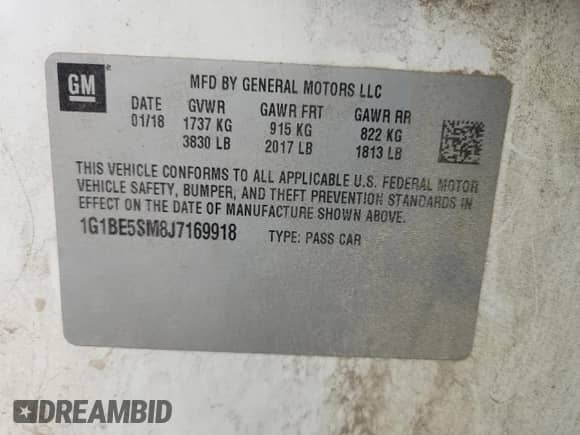 GM
MFD BY GENERAL MOTORS LLC
DATE GVWR GAWR FRT GAWR RR
01/18 1737 KG 915 KG 822 KG
3830 LB 2017 LB 1813 LB
THIS VEHICLE CONFORMS TO ALL APPLICABLE U.S. FEDERAL MOTOR
VEHICLE SAFETY, BUMPER, AND THEFT PREVENTION STANDARDS IN
EFFECT ON THE DATE OF MANUFACTURE SHOWN ABOVE.
1G1BE5SM8J7169918 TYPE: PASS CAR
DREAMBID